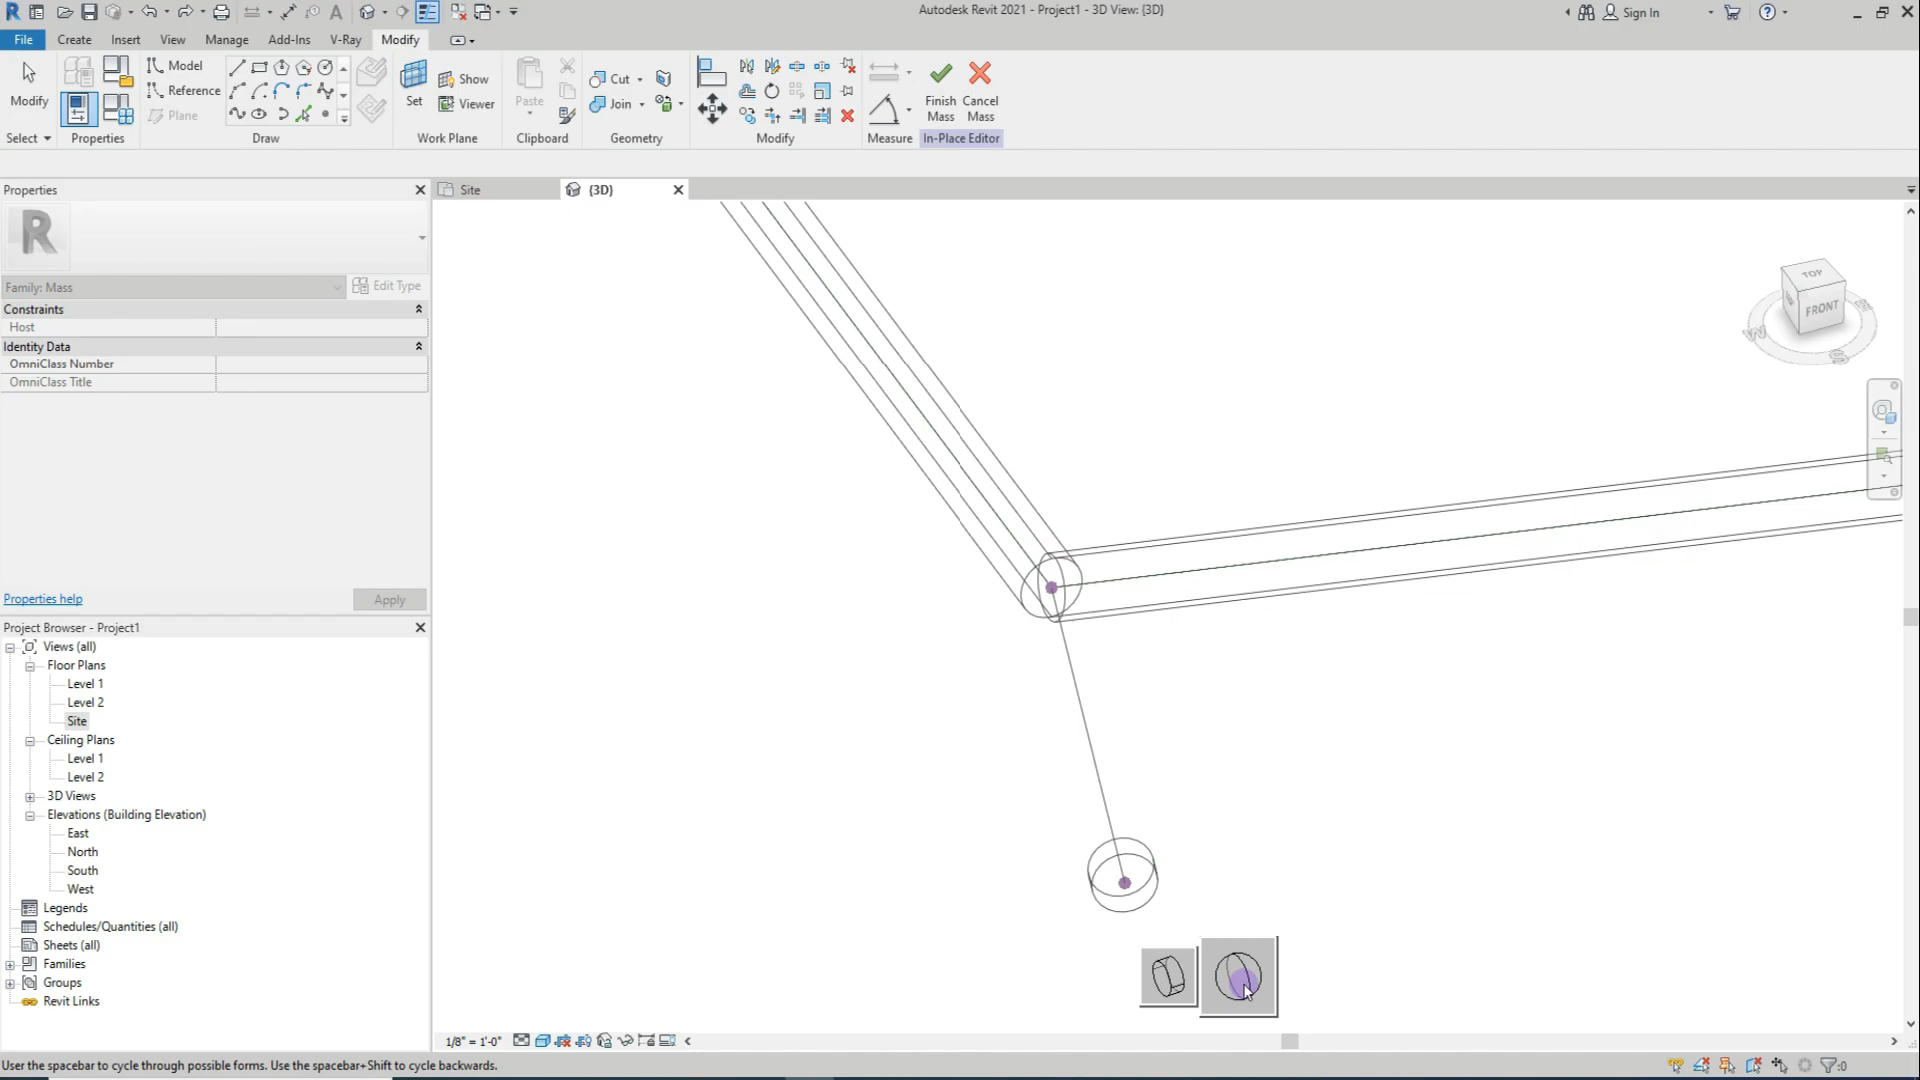 Autodesk Revit 2021 - Project1 - 3D View: {3D}
Sign In
File Create Insert View Manage Add-Ins V-Ray Modify
Model
Reference
Plane
Show
Viewer
Set
Modify
Paste
Cut
Join
Finish Mass
Cancel Mass
Select Properties Draw Work Plane Clipboard Geometry Modify Measure In-Place Editor
Properties
Site
{3D}
R
Family: Mass
Edit Type
Constraints
Host
Identity Data
OmniClass Number
OmniClass Title
Properties help
Apply
TOP
FRONT
W
S
Project Browser - Project1
Views (all)
Floor Plans
Level 1
Level 2
Site
Ceiling Plans
Level 1
Level 2
3D Views
Elevations (Building Elevation)
East
North
South
West
Legends
Schedules/Quantities (all)
Sheets (all)
Families
Groups
Revit Links
1/8" = 1'-0"
User the spacebar to cycle through possible forms. Use the spacebar+Shift to cycle backwards.
:0